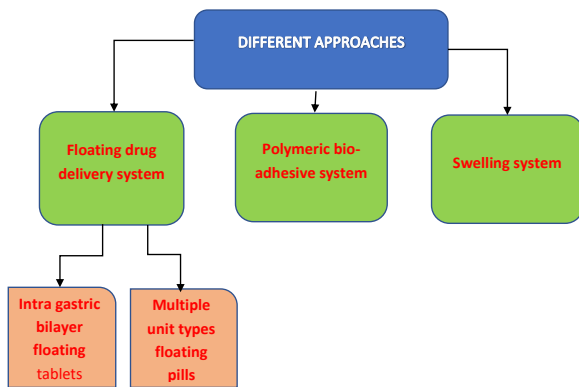 DIFFERENT APPROACHES
Floating drug
delivery system
Polymeric bio-
adhesive system
Swelling system
Intra gastric
bilayer
floating
tablets
Multiple
unit types
floating
pills